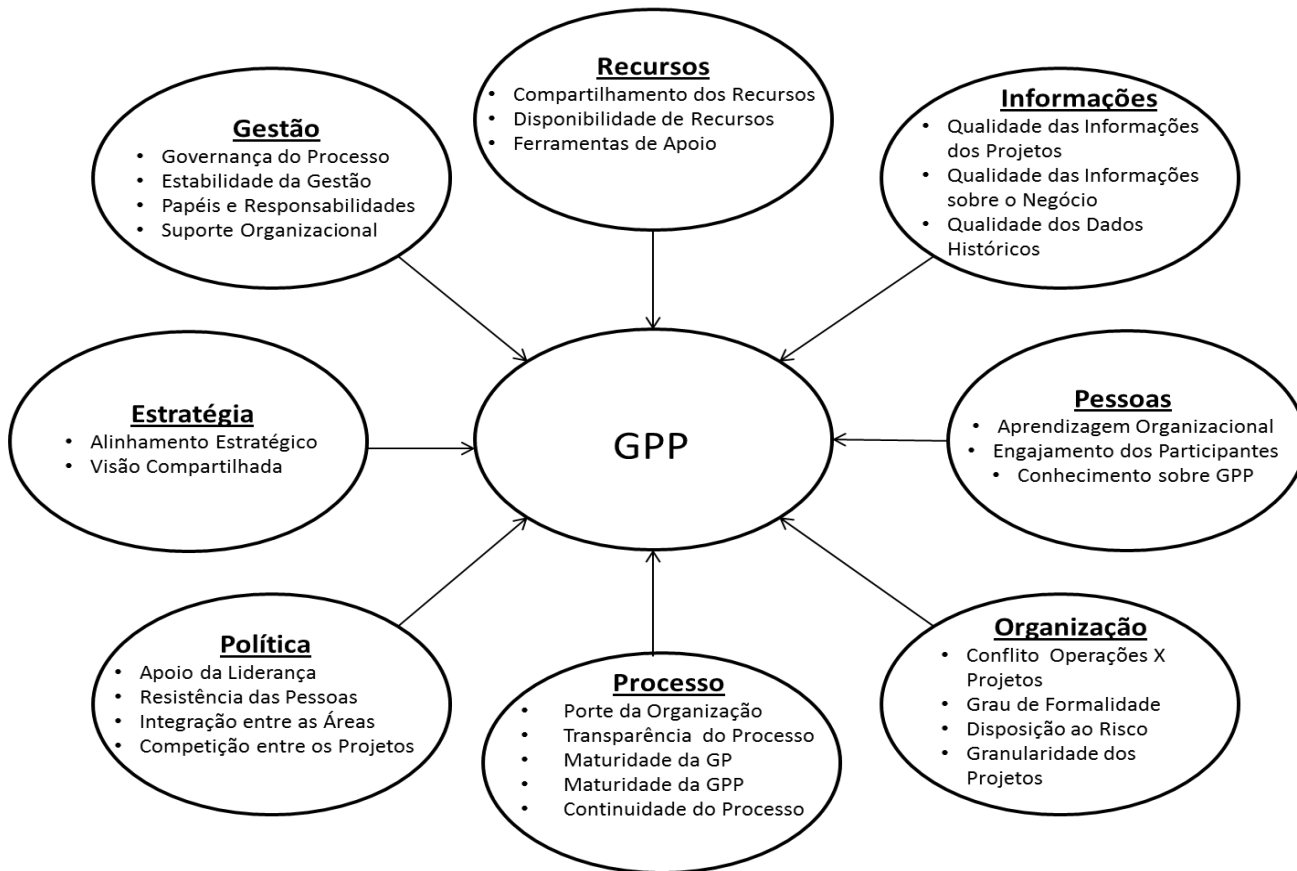 Recursos
• Compartilhamento dos Recursos
• Disponibilidade de Recursos
• Ferramentas de Apoio
Informações
• Qualidade das Informações
dos Projetos
• Qualidade das Informações
sobre o Negócio
• Qualidade dos Dados
Históricos
Gestão
• Governança do Processo
• Estabilidade da Gestão
• Papéis e Responsabilidades
• Suporte Organizacional
Estratégia
• Alinhamento Estratégico
• Visão Compartilhada
GPP
Pessoas
• Aprendizagem Organizacional
• Engajamento dos Participantes
• Conhecimento sobre GPP
Política
• Apoio da Liderança
• Resistência das Pessoas
• Integração entre as Áreas
• Competição entre os Projetos
Processo
• Porte da Organização
• Transparência do Processo
• Maturidade da GP
• Maturidade da GPP
• Continuidade do Processo
Organização
• Conflito Operações X
Projetos
• Grau de Formalidade
• Disposição ao Risco
• Granularidade dos
Projetos